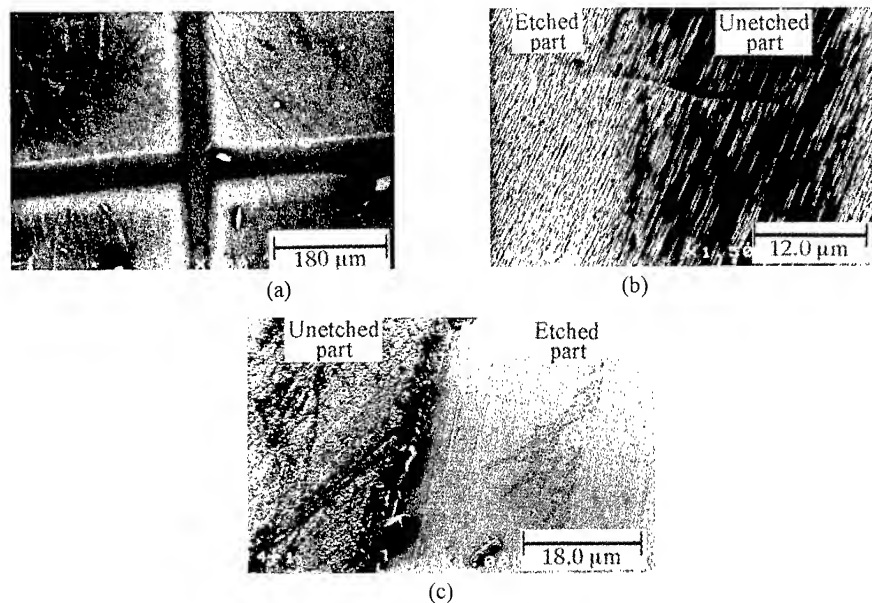 Etched
part
Unetched
part
180 µm
12.0 µm
(a)
(b)
Unetched
part
Etched
part
18.0 µm
(c)